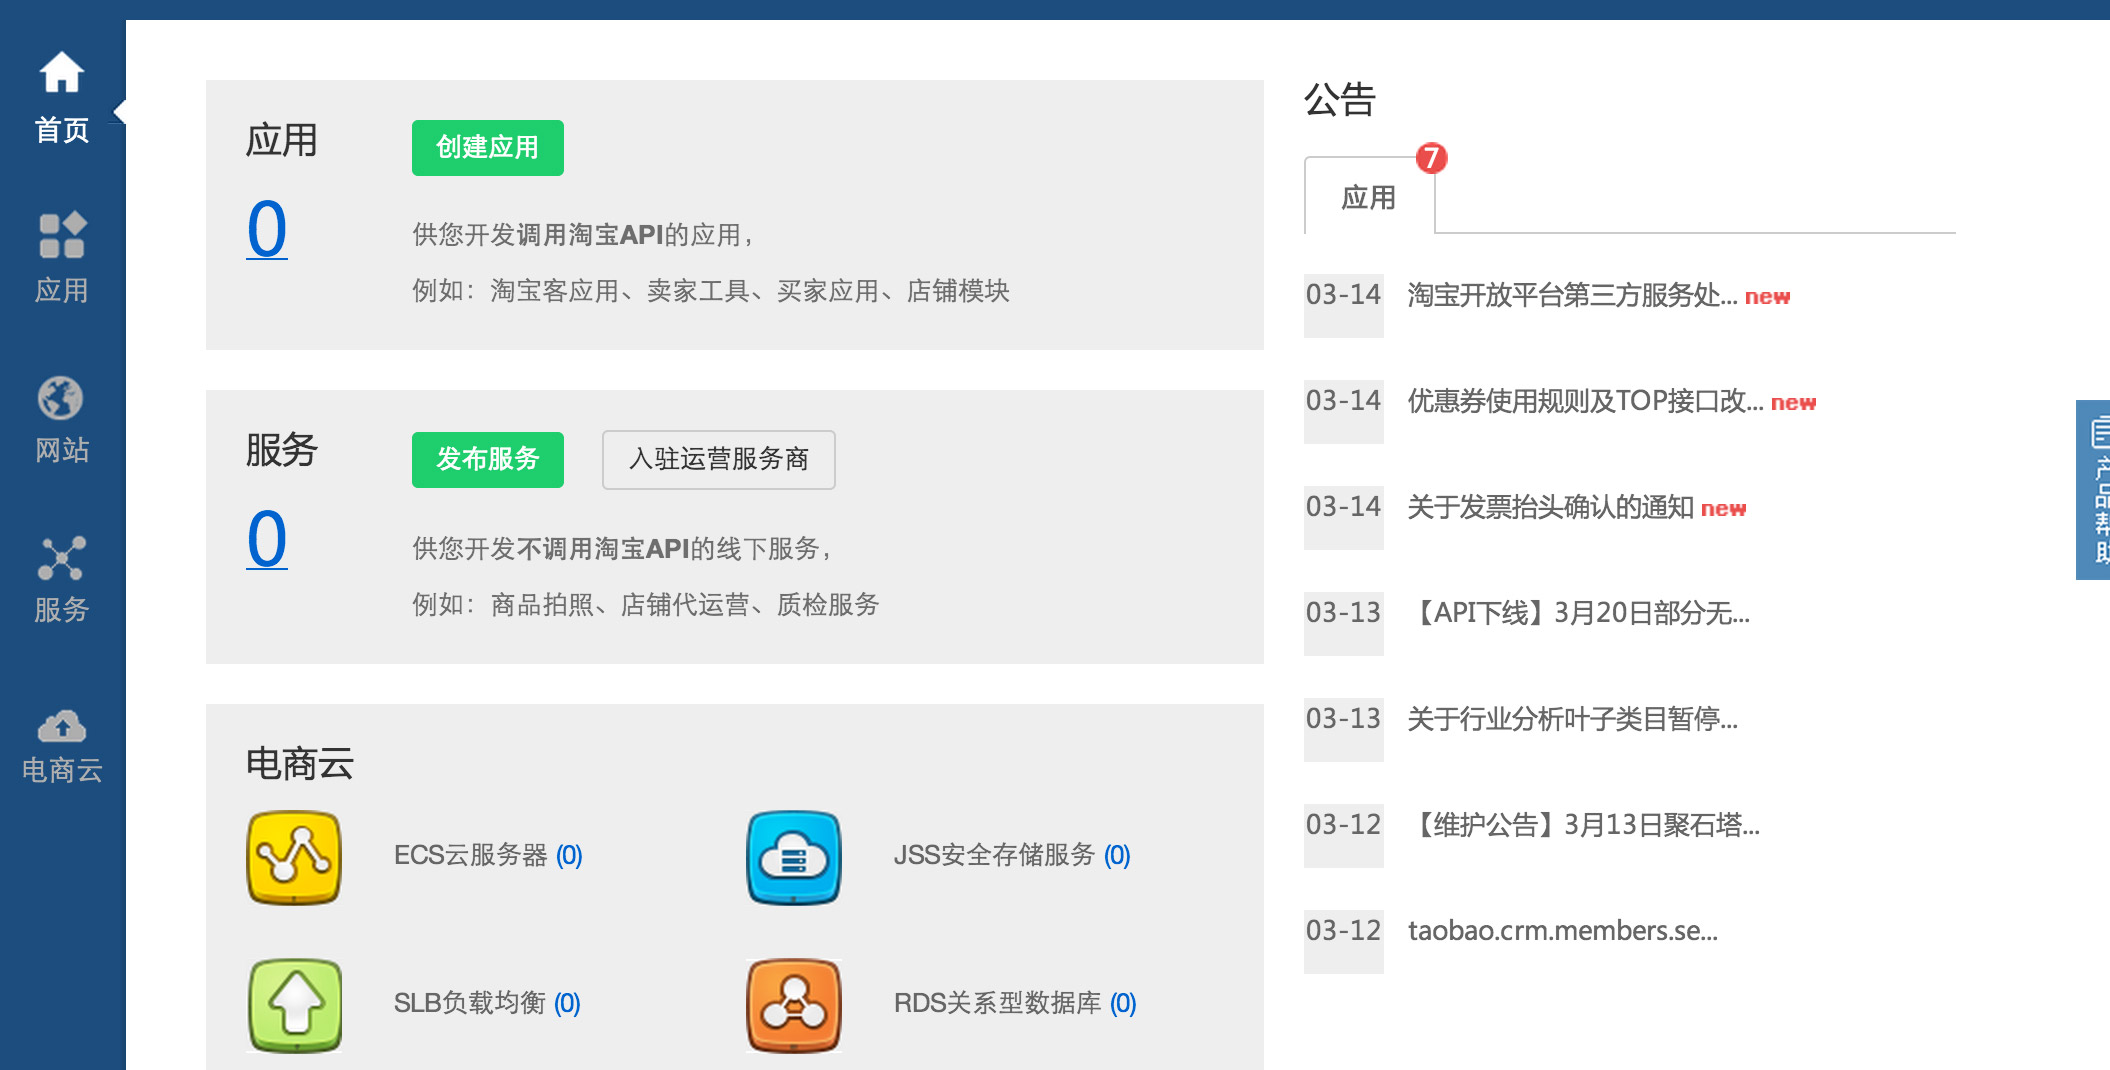 首页
应用
网站
服务
电商云
应用
创建应用
0
供您开发调用淘宝API的应用，
例如：淘宝客应用、卖家工具、买家应用、店铺模块
服务
发布服务
入驻运营服务商
0
供您开发不调用淘宝API的线下服务，
例如：商品拍照、店铺代运营、质检服务
电商云
ECS云服务器 (0)
JSS安全存储服务 (0)
SLB负载均衡 (0)
RDS关系型数据库 (0)
公告
应用
7
03-14 淘宝开放平台第三方服务处... new
03-14 优惠券使用规则及TOP接口改... new
03-14 关于发票抬头确认的通知 new
03-13 【API下线】3月20日部分无...
03-13 关于行业分析叶子类目暂停...
03-12 【维护公告】3月13日聚石塔...
03-12 taobao.crm.members.se...
产品帮助